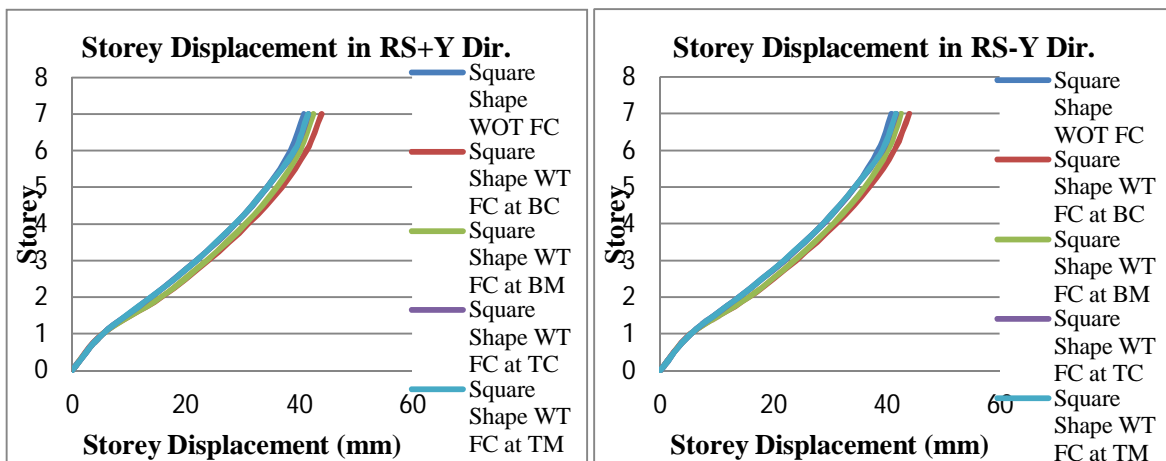 Storey Displacement in RS+Y Dir.
8
7
6
5
4
3
2
1
0
Storey
0 20 40 60
Storey Displacement (mm)
Square
Shape
WOT FC
Square
Shape WT
FC at BC
Square
Shape WT
FC at BM
Square
Shape WT
FC at TC
Square
Shape WT
FC at TM
Storey Displacement in RS-Y Dir.
8
7
6
5
4
3
2
1
0
Storey
0 20 40 60
Storey Displacement (mm)
Square
Shape
WOT FC
Square
Shape WT
FC at BC
Square
Shape WT
FC at BM
Square
Shape WT
FC at TC
Square
Shape WT
FC at TM